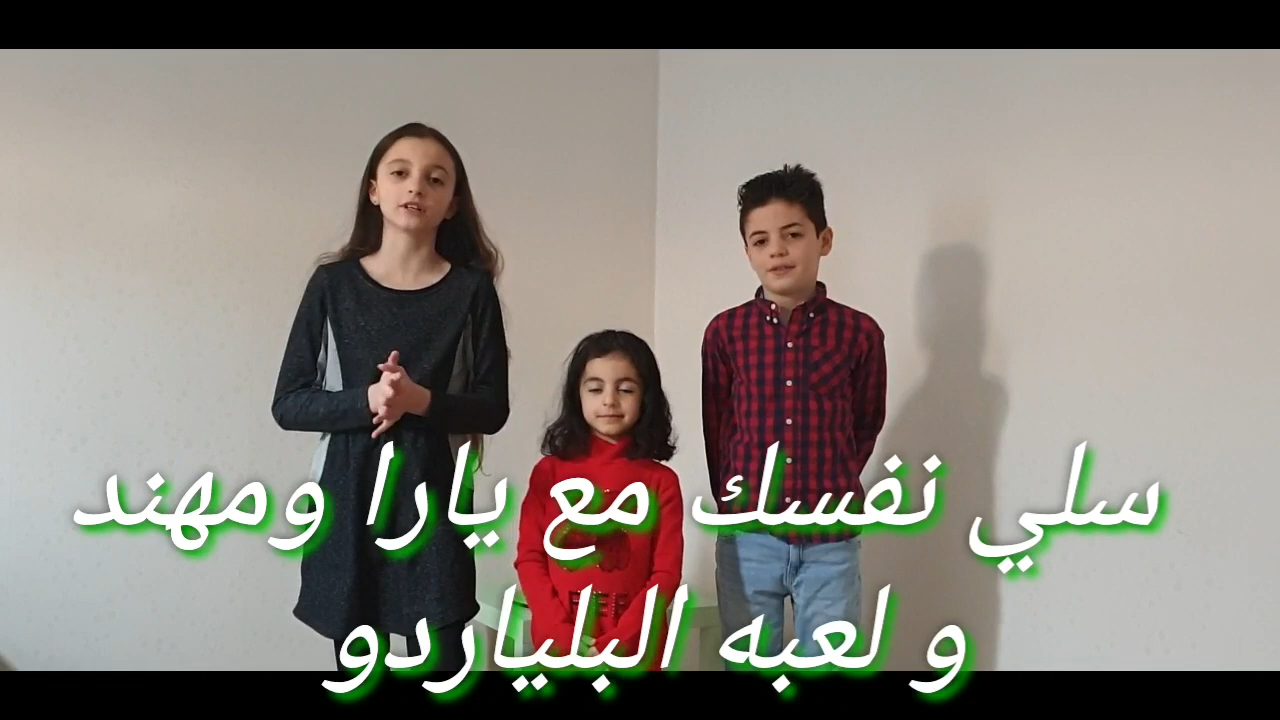 سلي نفسك مع يارا ومهند
و لعبه البلياردو